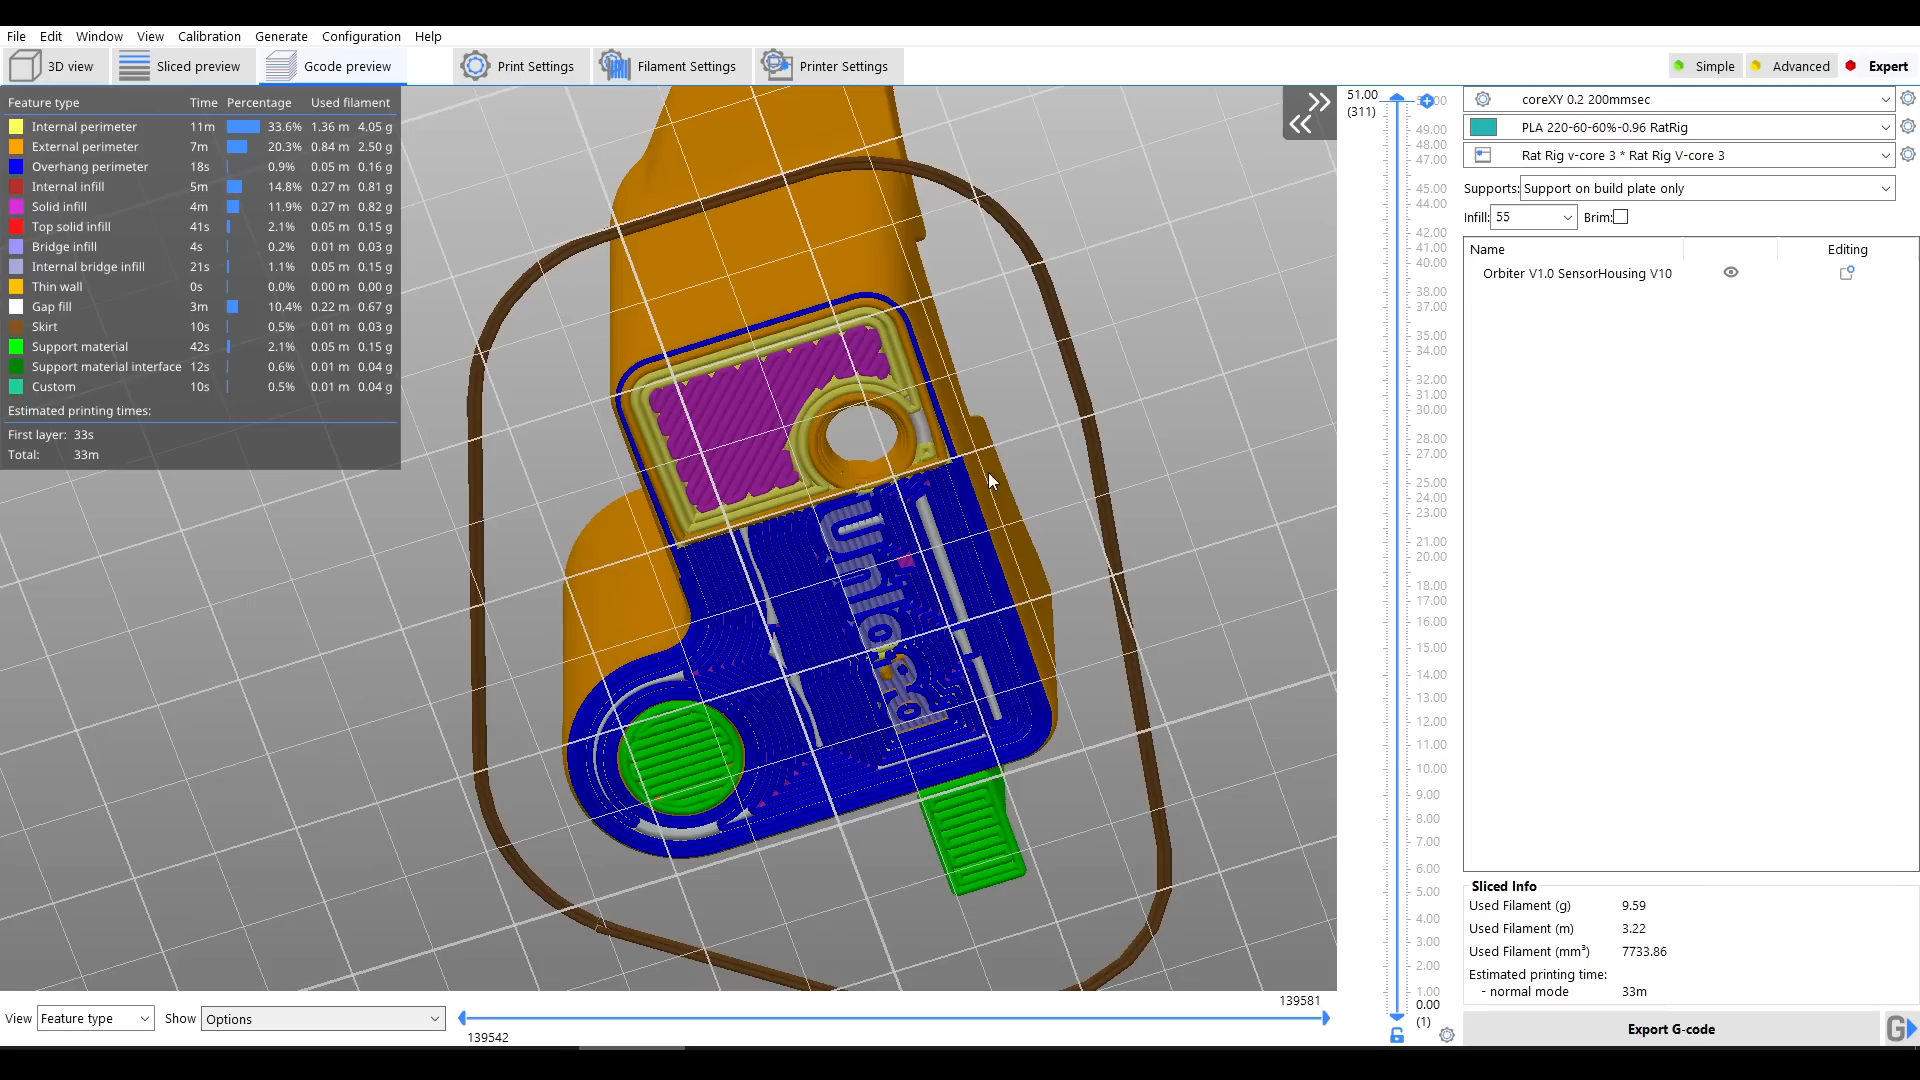 File Edit Window View Calibration Generate Configuration Help
3D view Sliced preview Gcode preview Print Settings Filament Settings Printer Settings Simple Advanced Expert
Feature type Time Percentage Used filament
Internal perimeter 11m 33.6% 1.36 m 4.05 g
External perimeter 7m 20.3% 0.84 m 2.50 g
Overhang perimeter 18s 0.9% 0.05 m 0.16 g
Internal infill 5m 14.8% 0.27 m 0.81 g
Solid infill 4m 11.9% 0.27 m 0.82 g
Top solid infill 41s 2.1% 0.05 m 0.15 g
Bridge infill 4s 0.2% 0.01 m 0.03 g
Internal bridge infill 21s 1.1% 0.05 m 0.15 g
Thin wall 0s 0.0% 0.00 m 0.00 g
Gap fill 3m 10.4% 0.22 m 0.67 g
Skirt 10s 0.5% 0.01 m 0.03 g
Support material 42s 2.1% 0.05 m 0.15 g
Support material interface 12s 0.6% 0.01 m 0.04 g
Custom 10s 0.5% 0.01 m 0.04 g
Estimated printing times:
First layer: 33s
Total: 33m
Unload
51.00
(311)
49.00
48.00
47.00
45.00
44.00
42.00
41.00
40.00
38.00
37.00
35.00
34.00
32.00
31.00
30.00
28.00
27.00
25.00
24.00
23.00
21.00
20.00
18.00
17.00
16.00
15.00
14.00
13.00
12.00
11.00
10.00
9.00
8.00
7.00
6.00
5.00
4.00
3.00
2.00
1.00
0.00
(1)
coreXY 0.2 200mmsec
PLA 220-60-60%-0.96 RatRig
Rat Rig v-core 3 * Rat Rig V-core 3
Supports: Support on build plate only
Infill: 55 Brim:
Name Editing
Orbiter V1.0 SensorHousing V10
Sliced Info
Used Filament (g) 9.59
Used Filament (m) 3.22
Used Filament (mm³) 7733.86
Estimated printing time:
- normal mode 33m
Export G-code
G
View Feature type Show Options
139581
139542